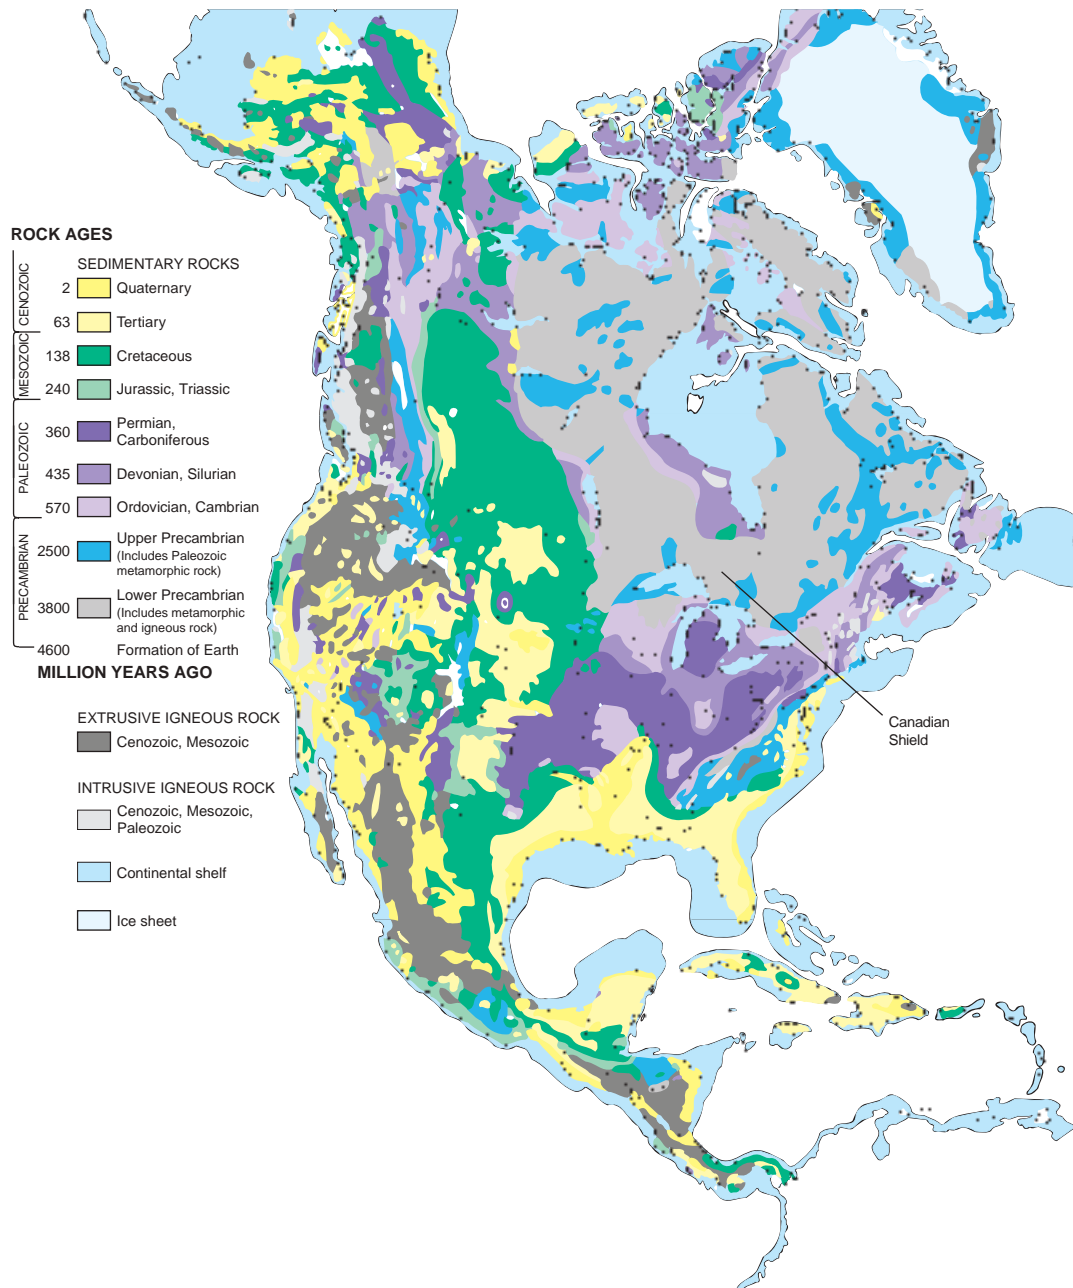 ROCK AGES
CENOZOIC
MESOZOIC
PALEOZOIC
PRECAMBRIAN
SEDIMENTARY ROCKS
2 Quaternary
63 Tertiary
138 Cretaceous
240 Jurassic, Triassic
360 Permian,
Carboniferous
435 Devonian, Silurian
570 Ordovician, Cambrian
2500 Upper Precambrian
(Includes Paleozoic
metamorphic rock)
3800 Lower Precambrian
(Includes metamorphic
and igneous rock)
4600 Formation of Earth
MILLION YEARS AGO
EXTRUSIVE IGNEOUS ROCK
Cenozoic, Mesozoic
INTRUSIVE IGNEOUS ROCK
Cenozoic, Mesozoic,
Paleozoic
Continental shelf
Ice sheet
Canadian
Shield